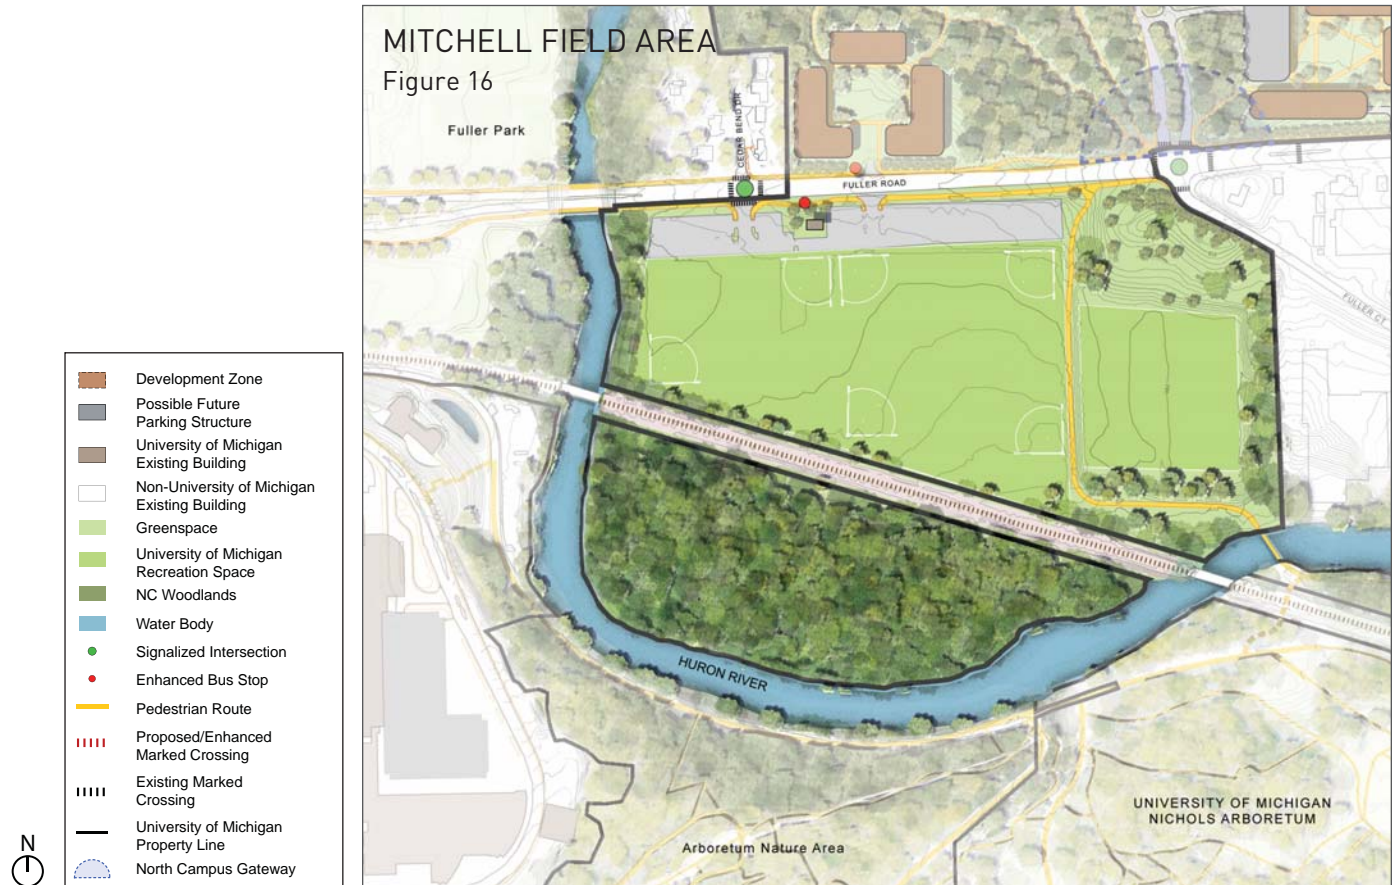 MITCHELL FIELD AREA
Figure 16
Fuller Park
CEDAR BEND DR
FULLER ROAD
FULLER CT
HURON RIVER
UNIVERSITY OF MICHIGAN
NICHOLS ARBORETUM
Arboretum Nature Area
Development Zone
Possible Future
Parking Structure
University of Michigan
Existing Building
Non-University of Michigan
Existing Building
Greenspace
University of Michigan
Recreation Space
NC Woodlands
Water Body
Signalized Intersection
Enhanced Bus Stop
Pedestrian Route
Proposed/Enhanced
Marked Crossing
Existing Marked
Crossing
University of Michigan
Property Line
North Campus Gateway
N